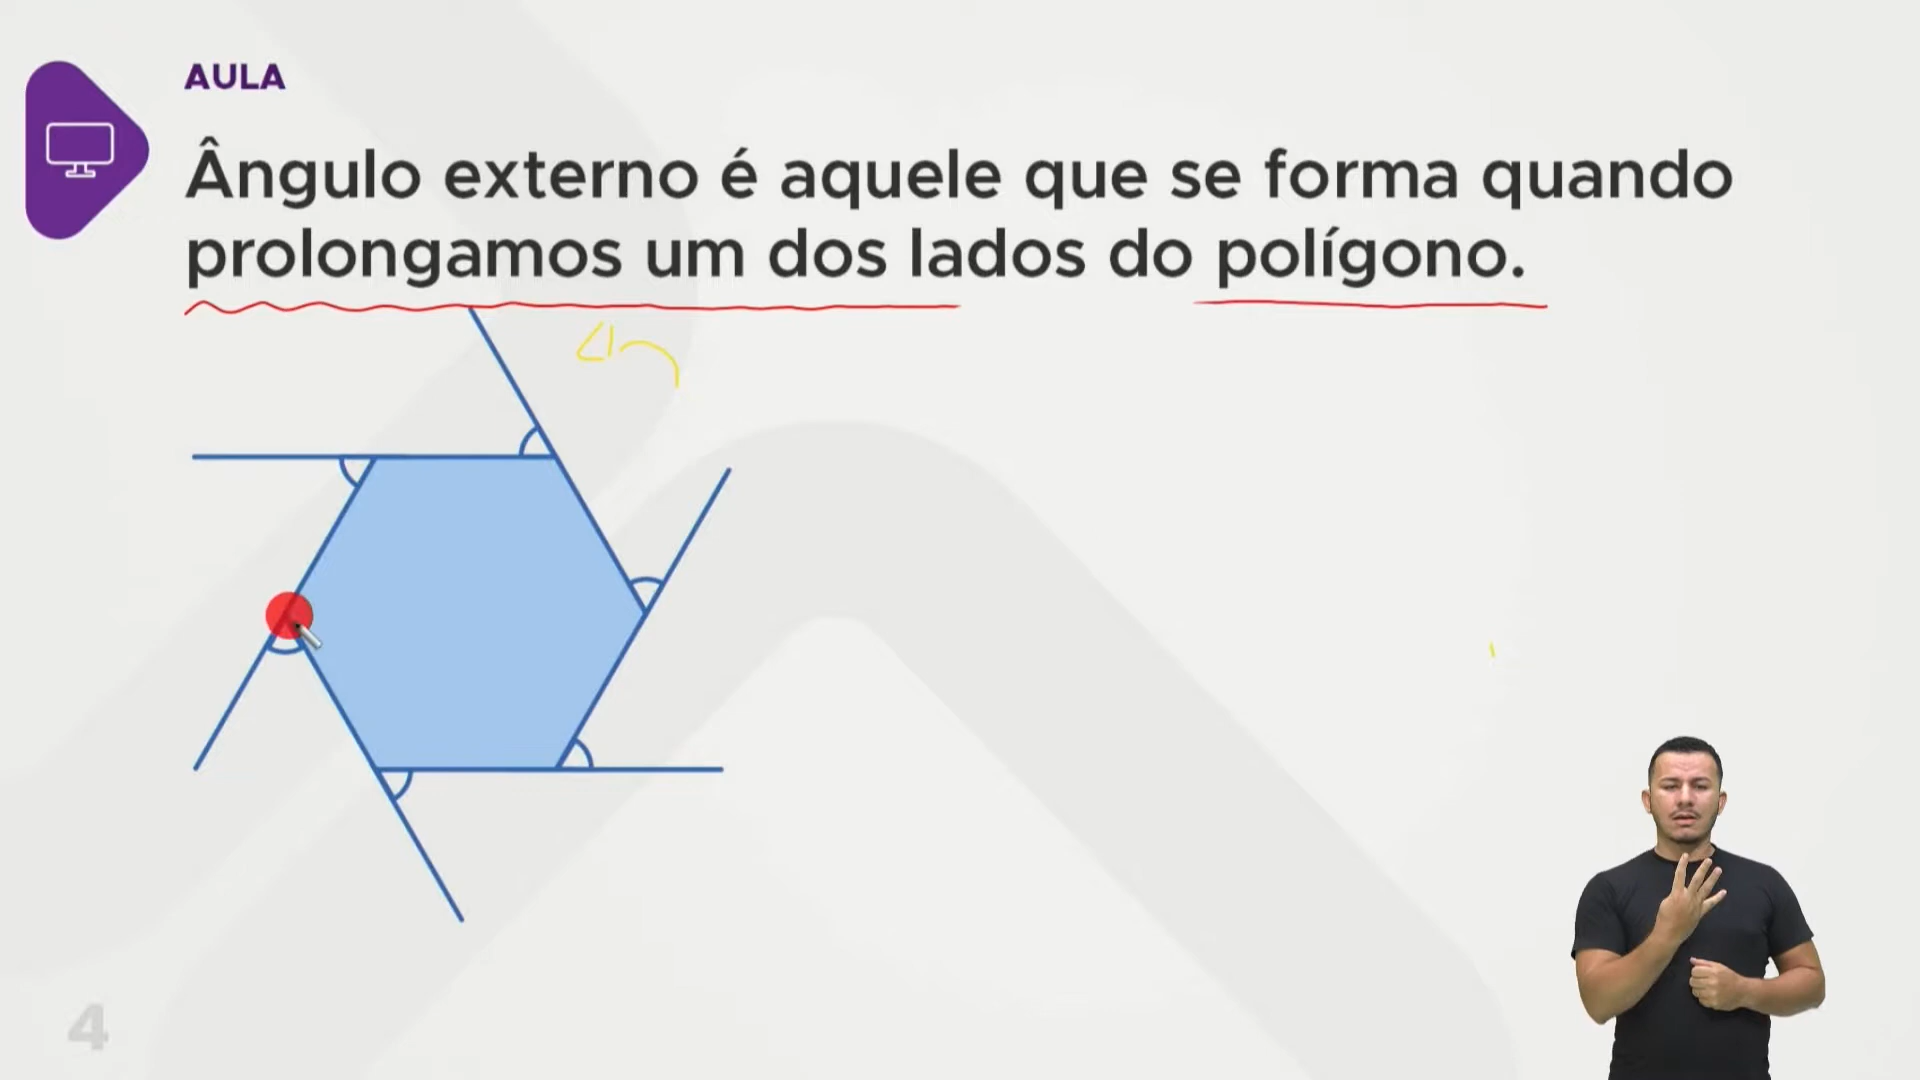 AULA
Ângulo externo é aquele que se forma quando
prolongamos um dos lados do polígono.
4